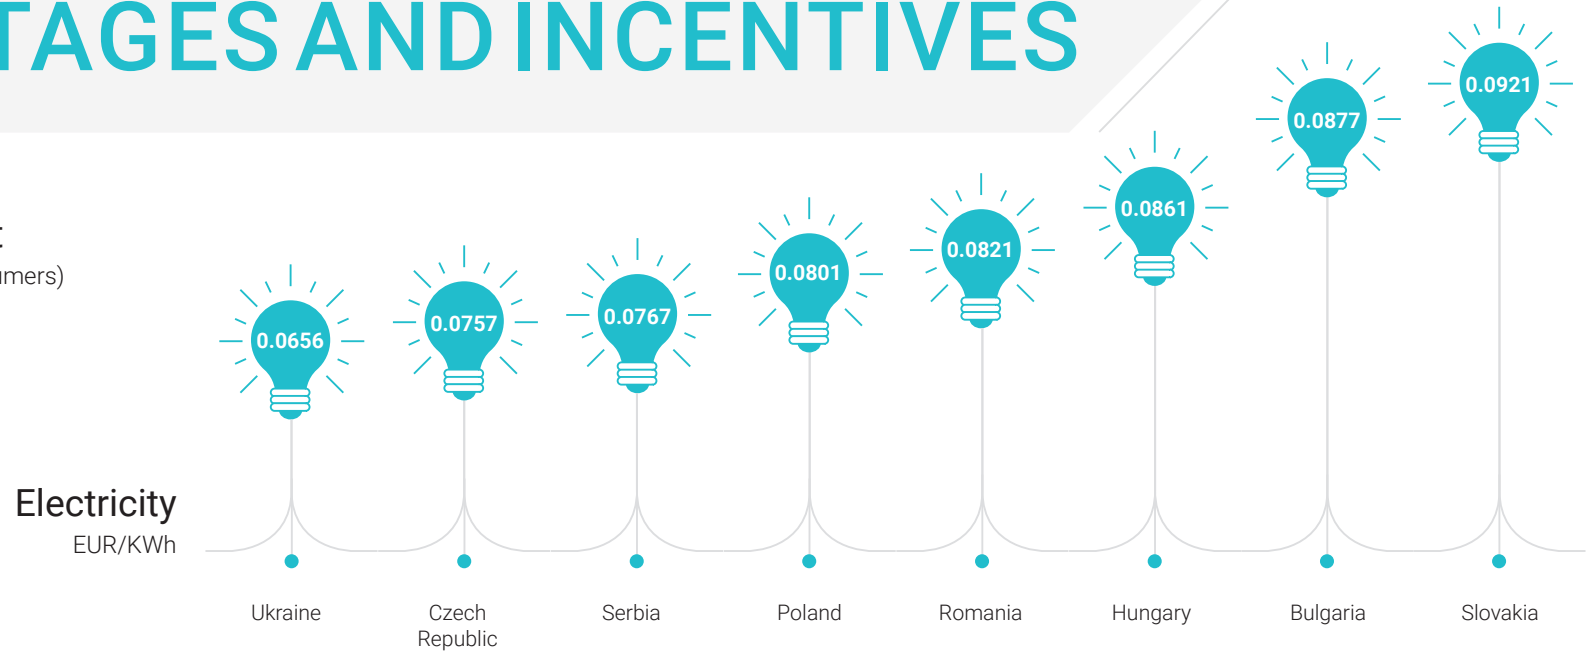 TAGES AND INCENTIVES
umers)
0.0656
0.0757
0.0767
0.0801
0.0821
0.0861
0.0877
0.0921
Electricity
EUR/KWh
Ukraine
Czech
Republic
Serbia
Poland
Romania
Hungary
Bulgaria
Slovakia